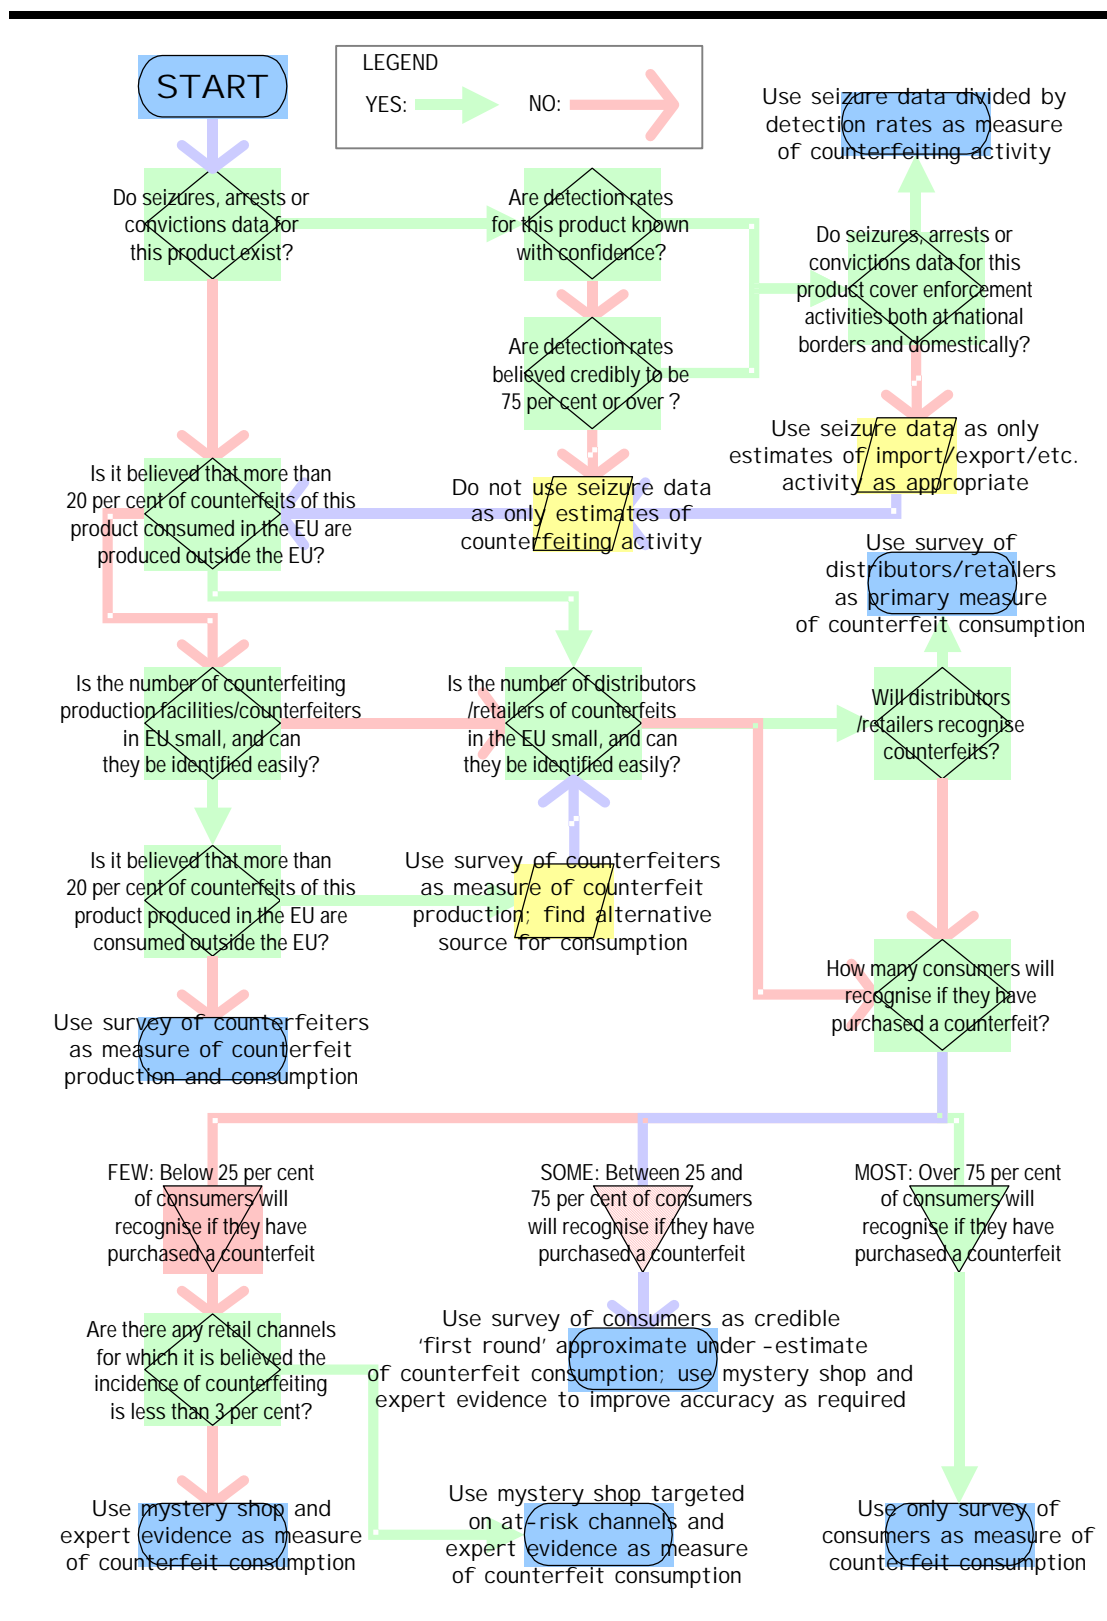 START
LEGEND
YES:
NO:
Use seizure data divided by
detection rates as measure
of counterfeiting activity
Do seizures, arrests or
convictions data for
this product exist?
Are detection rates
for this product known
with confidence?
Do seizures, arrests or
convictions data for this
product cover enforcement
activities both at national
borders and domestically?
Are detection rates
believed credibly to be
75 per cent or over ?
Use seizure data as only
estimates of import/export/etc.
activity as appropriate
Is it believed that more than
20 per cent of counterfeits of this
product consumed in the EU are
produced outside the EU?
Do not use seizure data
as only estimates of
counterfeiting activity
Use survey of
distributors/retailers
as primary measure
of counterfeit consumption
Is the number of counterfeiting
production facilities/counterfeiters
in EU small, and can
they be identified easily?
Is the number of distributors
/retailers of counterfeits
in the EU small, and can
they be identified easily?
Will distributors
/retailers recognise
counterfeits?
Is it believed that more than
20 per cent of counterfeits of this
product produced in the EU are
consumed outside the EU?
Use survey of counterfeiters
as measure of counterfeit
production; find alternative
source for consumption
How many consumers will
recognise if they have
purchased a counterfeit?
Use survey of counterfeiters
as measure of counterfeit
production and consumption
FEW: Below 25 per cent
of consumers will
recognise if they have
purchased a counterfeit
SOME: Between 25 and
75 per cent of consumers
will recognise if they have
purchased a counterfeit
MOST: Over 75 per cent
of consumers will
recognise if they have
purchased a counterfeit
Are there any retail channels
for which it is believed the
incidence of counterfeiting
is less than 3 per cent?
Use survey of consumers as credible
‘first round’ approximate under-estimate
of counterfeit consumption; use mystery shop and
expert evidence to improve accuracy as required
Use mystery shop and
expert evidence as measure
of counterfeit consumption
Use mystery shop targeted
on at-risk channels and
expert evidence as measure
of counterfeit consumption
Use only survey of
consumers as measure of
counterfeit consumption